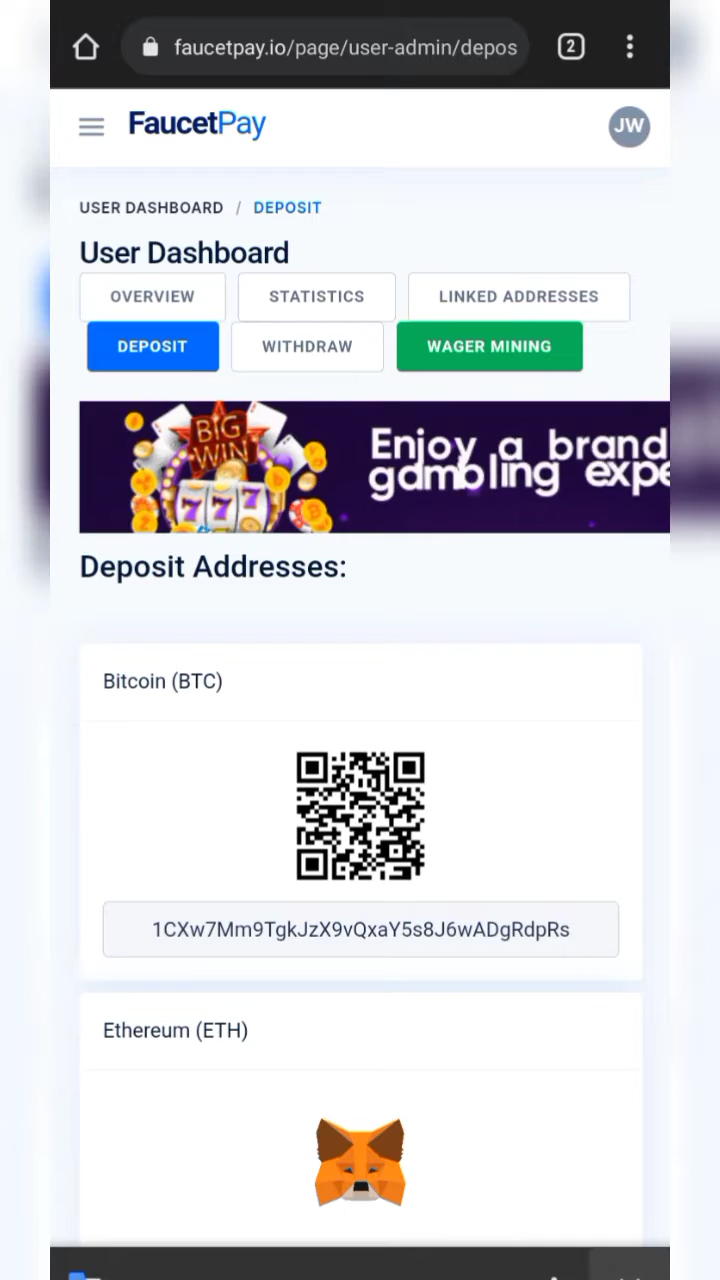 faucetpay.io/page/user-admin/depos
2
FaucetPay
JW
USER DASHBOARD / DEPOSIT
User Dashboard
OVERVIEW
STATISTICS
LINKED ADDRESSES
DEPOSIT
WITHDRAW
WAGER MINING
BIG
WIN
777
Enjoy a brand
gambling expe
Deposit Addresses:
Bitcoin (BTC)
1CXw7Mm9TgkJzX9vQxaY5s8J6wADgRdpRs
Ethereum (ETH)